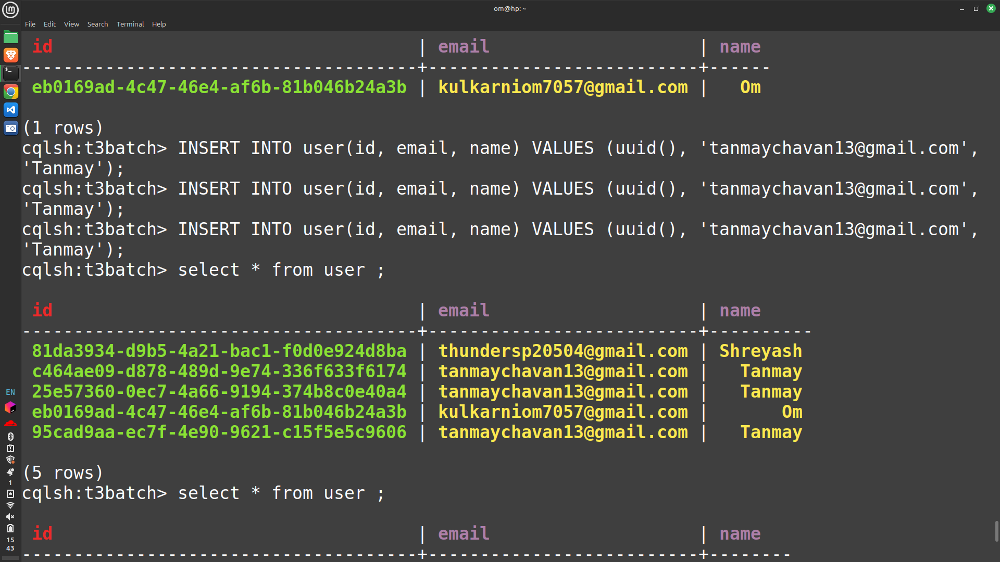 om@hp:~
File Edit View Search Terminal Help
id | email | name
--------------------------------------+--------------------------+------
eb0169ad-4c47-46e4-af6b-81b046b24a3b | kulkarniom7057@gmail.com | Om
(1 rows)
cqlsh:t3batch> INSERT INTO user(id, email, name) VALUES (uuid(), 'tanmaychavan13@gmail.com',
'Tanmay');
cqlsh:t3batch> INSERT INTO user(id, email, name) VALUES (uuid(), 'tanmaychavan13@gmail.com',
'Tanmay');
cqlsh:t3batch> INSERT INTO user(id, email, name) VALUES (uuid(), 'tanmaychavan13@gmail.com',
'Tanmay');
cqlsh:t3batch> select * from user ;
id | email | name
--------------------------------------+--------------------------+----------
81da3934-d9b5-4a21-bac1-f0d0e924d8ba | thundersp20504@gmail.com | Shreyash
c464ae09-d878-489d-9e74-336f633f6174 | tanmaychavan13@gmail.com | Tanmay
25e57360-0ec7-4a66-9194-374b8c0e40a4 | tanmaychavan13@gmail.com | Tanmay
eb0169ad-4c47-46e4-af6b-81b046b24a3b | kulkarniom7057@gmail.com | Om
95cad9aa-ec7f-4e90-9621-c15f5e5c9606 | tanmaychavan13@gmail.com | Tanmay
(5 rows)
cqlsh:t3batch> select * from user ;
id | email | name
--------------------------------------+--------------------------+--------
EN
1
15
43